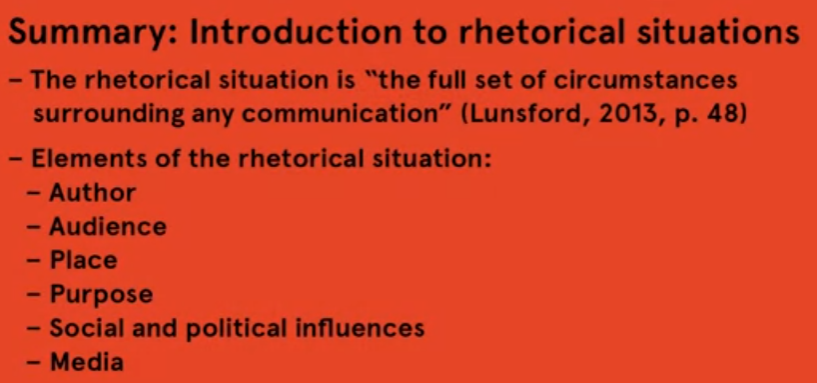 Summary: Introduction to rhetorical situations
– The rhetorical situation is “the full set of circumstances
surrounding any communication” (Lunsford, 2013, p. 48)
– Elements of the rhetorical situation:
– Author
– Audience
– Place
– Purpose
– Social and political influences
– Media